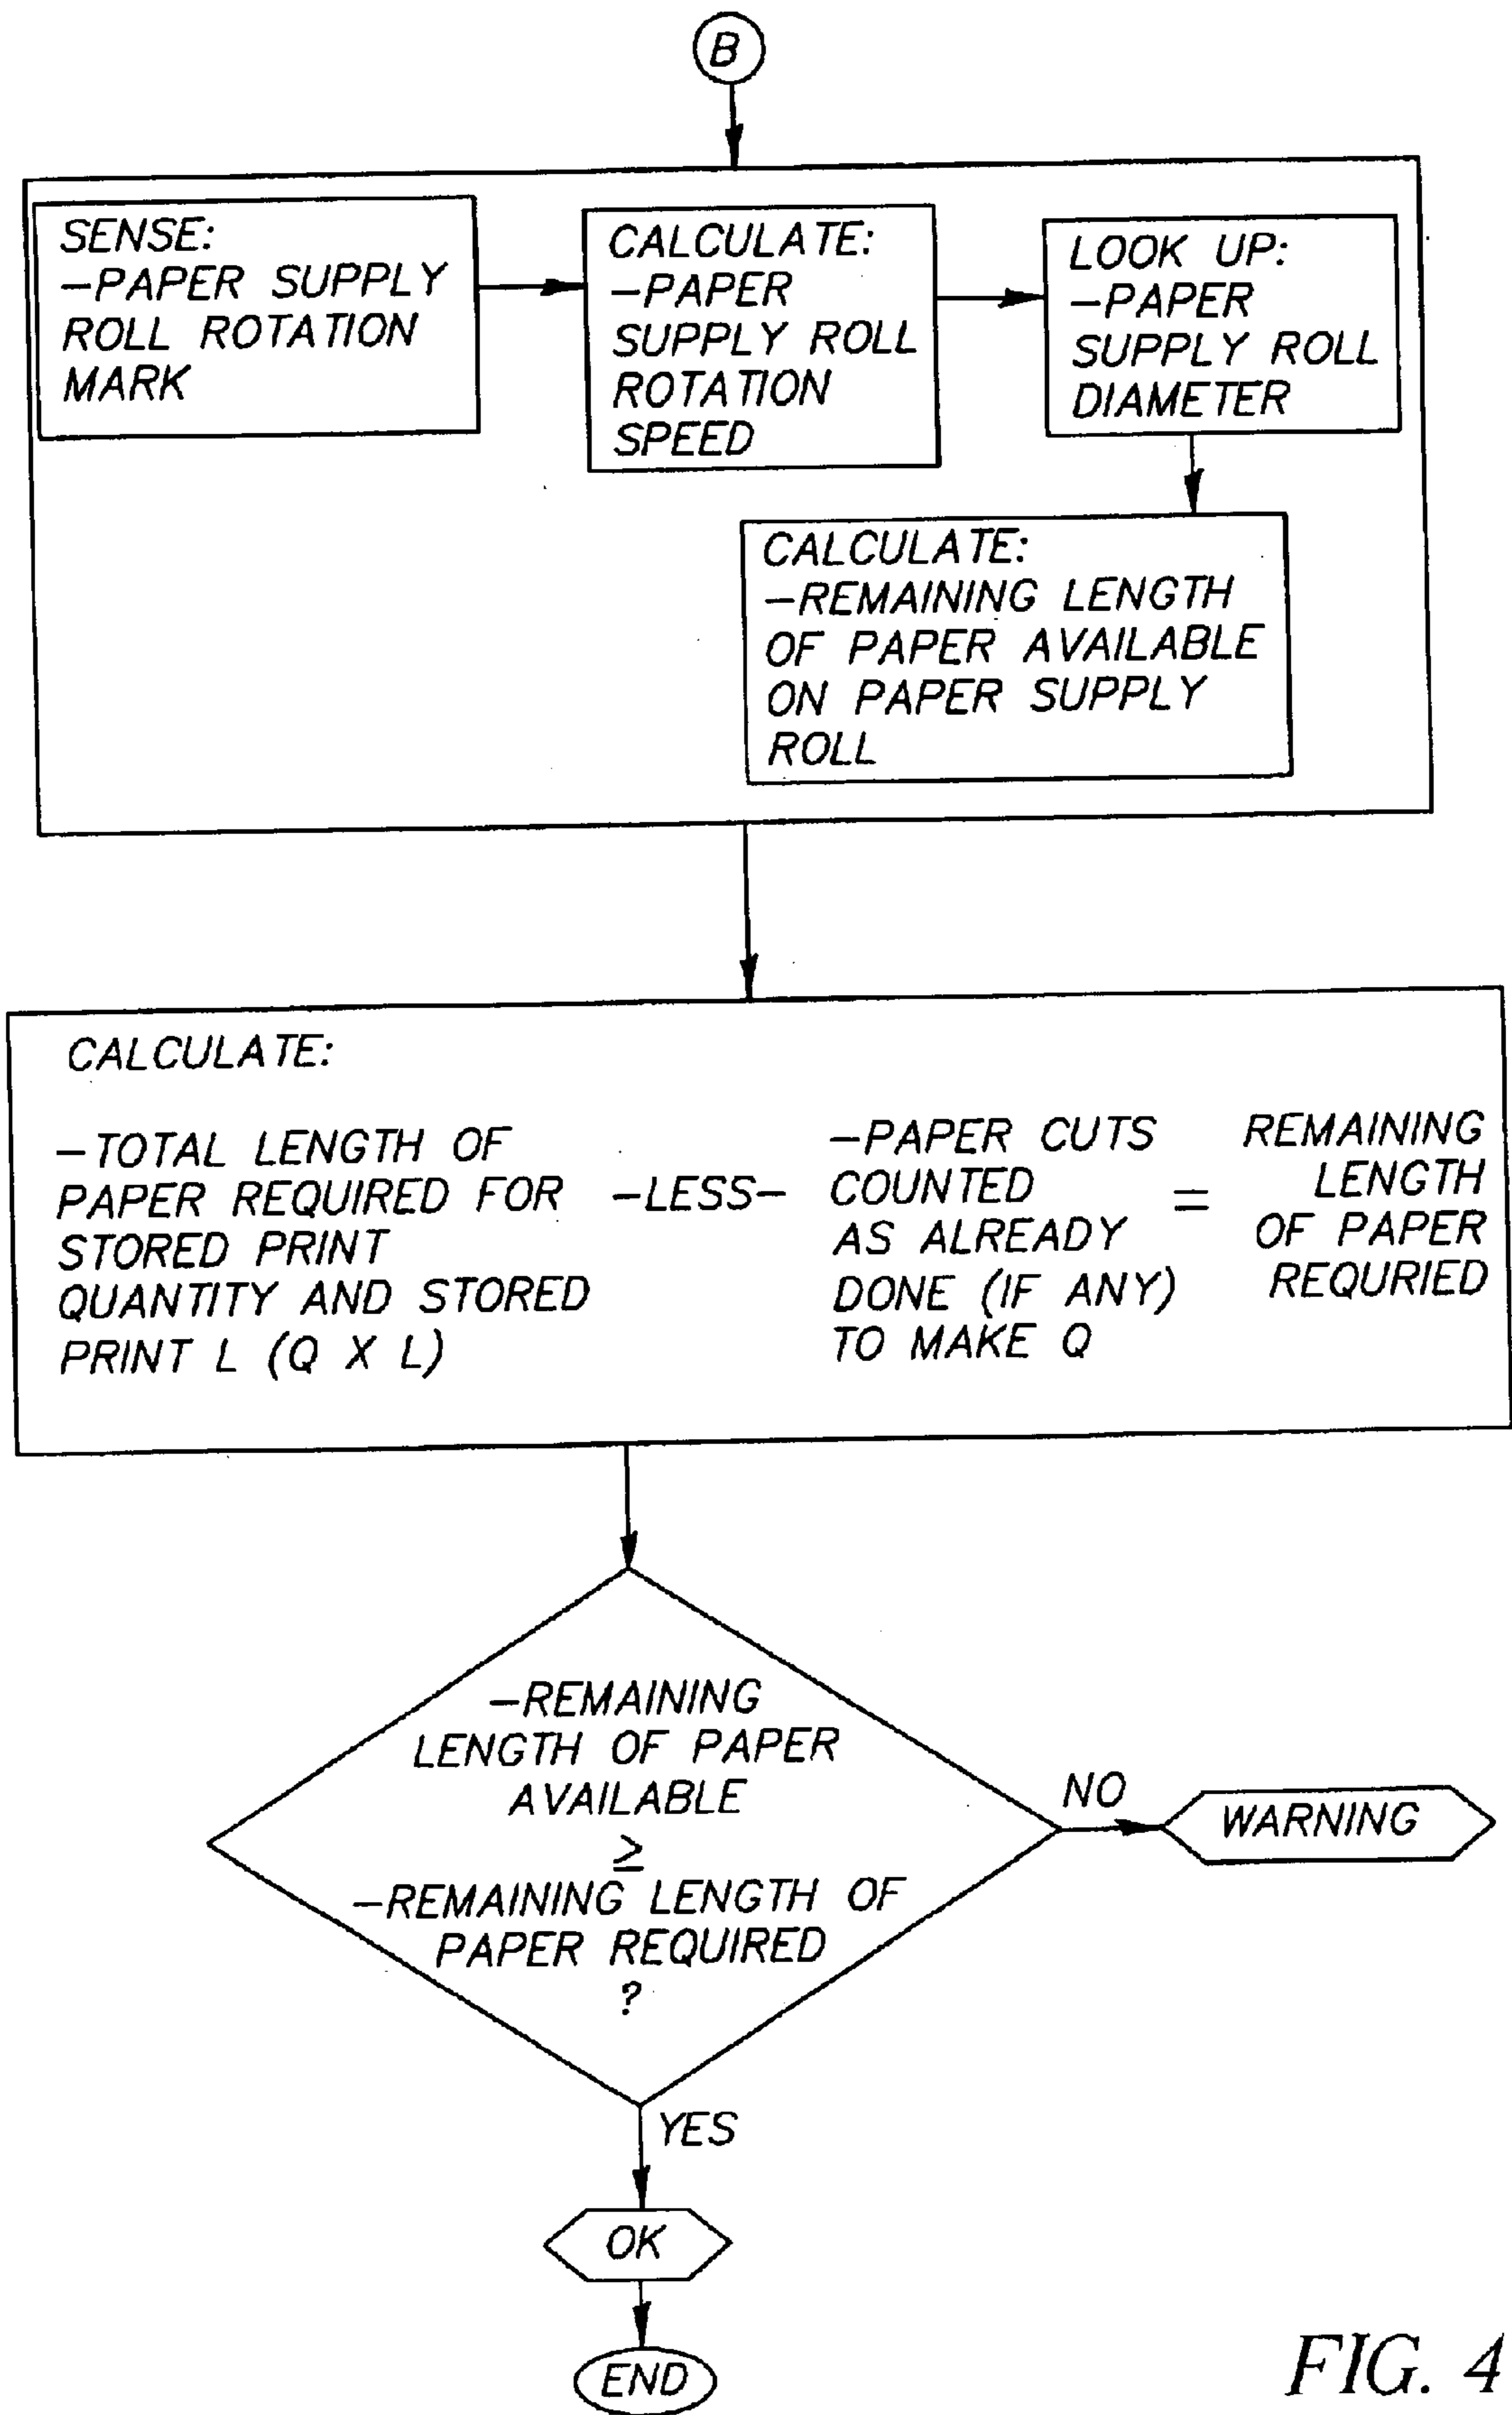 B
SENSE:
-PAPER SUPPLY
ROLL ROTATION
MARK
CALCULATE:
-PAPER
SUPPLY ROLL
ROTATION
SPEED
LOOK UP:
-PAPER
SUPPLY ROLL
DIAMETER
CALCULATE:
-REMAINING LENGTH
OF PAPER AVAILABLE
ON PAPER SUPPLY
ROLL
CALCULATE:
-TOTAL LENGTH OF
PAPER REQUIRED FOR
STORED PRINT
QUANTITY AND STORED
PRINT L (Q X L)
-LESS-
-PAPER CUTS
COUNTED
AS ALREADY
DONE (IF ANY)
TO MAKE Q
=
REMAINING
LENGTH
OF PAPER
REQURIED
-REMAINING
LENGTH OF PAPER
AVAILABLE
≥
-REMAINING LENGTH OF
PAPER REQUIRED
?
NO
WARNING
YES
OK
END
FIG. 4